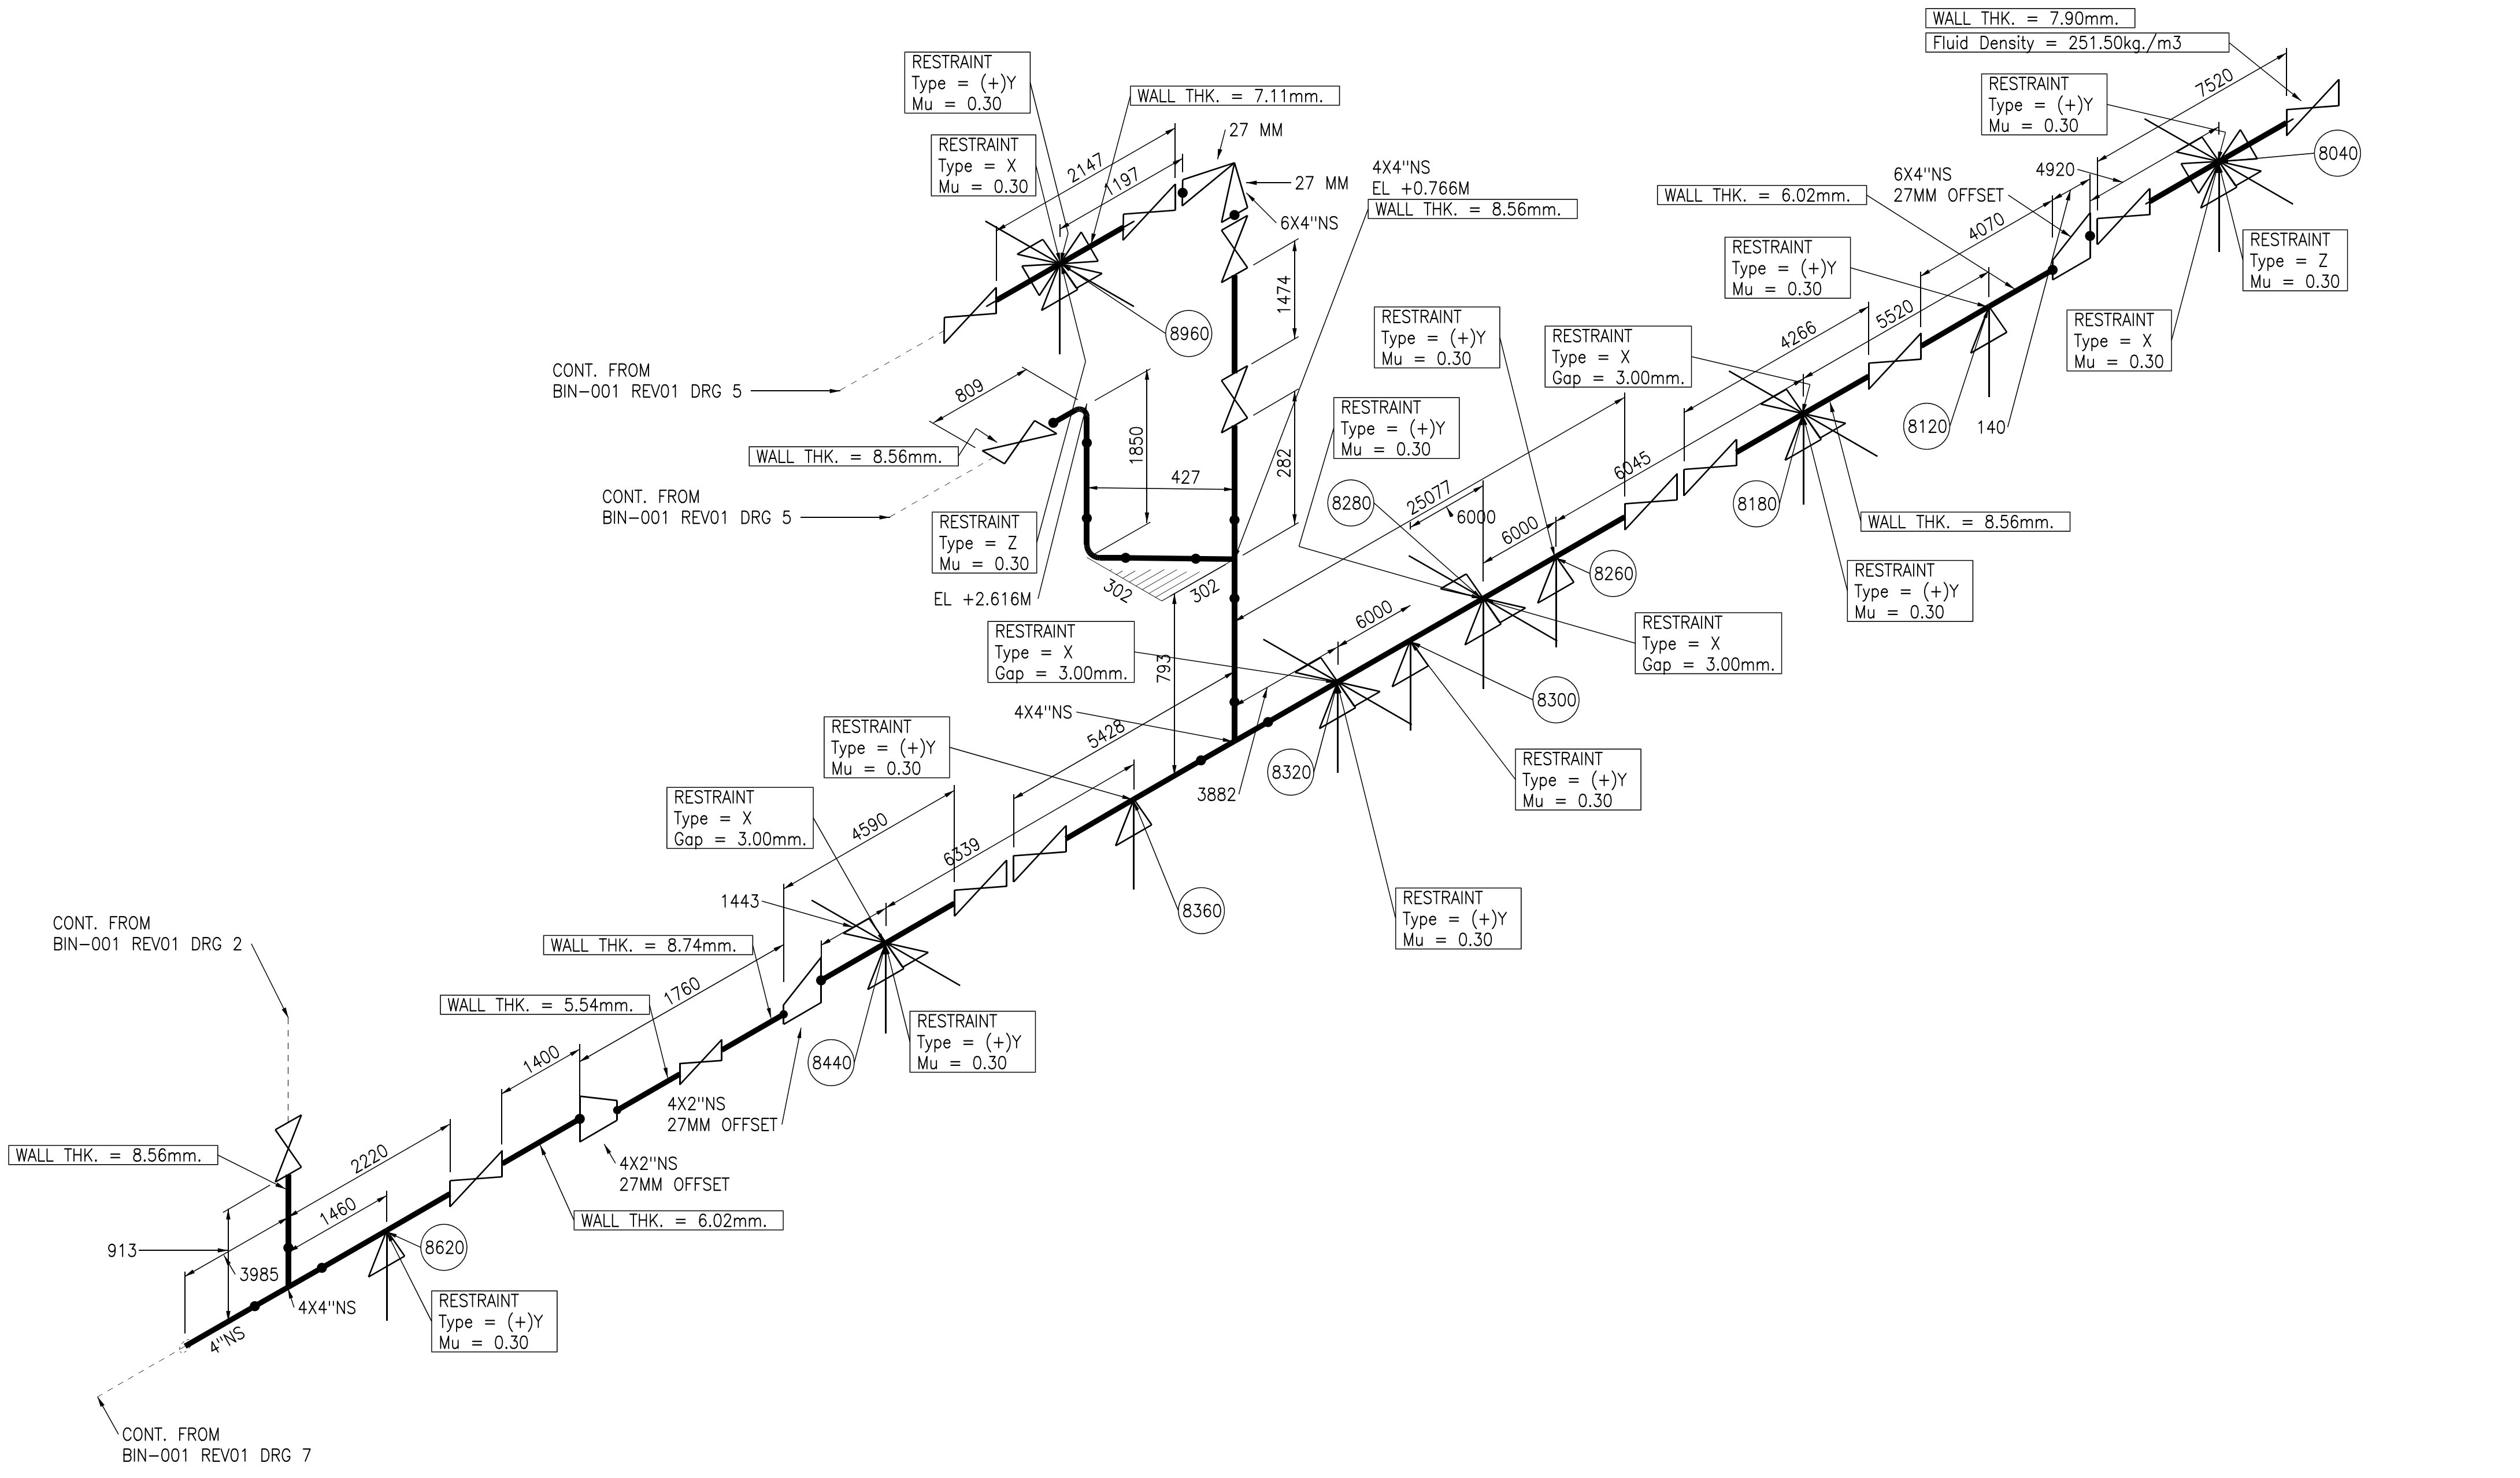 WALL THK. = 7.90mm.
Fluid Density = 251.50kg./m3
RESTRAINT
Type = (+)Y
Mu = 0.30
7520
RESTRAINT
Type = (+)Y
Mu = 0.30
WALL THK. = 7.11mm.
27 MM
RESTRAINT
Type = X
Mu = 0.30
2147
1197
27 MM
6X4"NS
4X4"NS
EL +0.766M
WALL THK. = 8.56mm.
8040
4920
6X4"NS
27MM OFFSET
WALL THK. = 6.02mm.
4070
RESTRAINT
Type = (+)Y
Mu = 0.30
RESTRAINT
Type = Z
Mu = 0.30
RESTRAINT
Type = X
Mu = 0.30
1474
8960
RESTRAINT
Type = (+)Y
Mu = 0.30
RESTRAINT
Type = X
Gap = 3.00mm.
4266
5520
CONT. FROM
BIN-001 REV01 DRG 5
809
1850
WALL THK. = 8.56mm.
RESTRAINT
Type = (+)Y
Mu = 0.30
8120
140
427
282
6045
CONT. FROM
BIN-001 REV01 DRG 5
8280
25077
6000
6000
8180
WALL THK. = 8.56mm.
RESTRAINT
Type = Z
Mu = 0.30
EL +2.616M
302
302
8260
RESTRAINT
Type = (+)Y
Mu = 0.30
6000
RESTRAINT
Type = X
Gap = 3.00mm.
793
RESTRAINT
Type = X
Gap = 3.00mm.
8300
4X4"NS
5428
RESTRAINT
Type = (+)Y
Mu = 0.30
3882
8320
RESTRAINT
Type = (+)Y
Mu = 0.30
RESTRAINT
Type = X
Gap = 3.00mm.
4590
6339
8360
RESTRAINT
Type = (+)Y
Mu = 0.30
1443
CONT. FROM
BIN-001 REV01 DRG 2
WALL THK. = 8.74mm.
WALL THK. = 5.54mm.
1760
1400
8440
RESTRAINT
Type = (+)Y
Mu = 0.30
4X2"NS
27MM OFFSET
4X2"NS
27MM OFFSET
WALL THK. = 8.56mm.
2220
1460
WALL THK. = 6.02mm.
8620
913
3985
4X4"NS
4"NS
RESTRAINT
Type = (+)Y
Mu = 0.30
CONT. FROM
BIN-001 REV01 DRG 7